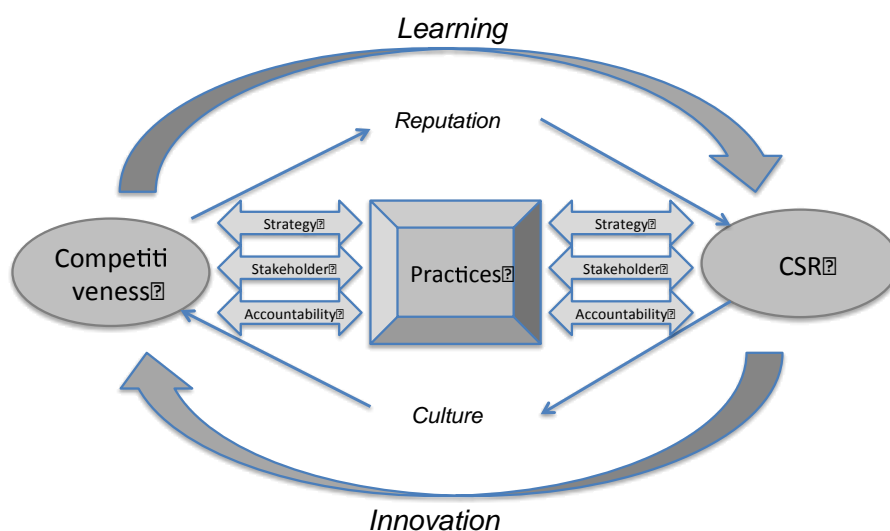 Learning
Reputation
Strategy⍰
Strategy⍰
Competiti
veness⍰
Stakeholder⍰
Practices⍰
Stakeholder⍰
CSR⍰
Accountability⍰
Accountability⍰
Culture
Innovation